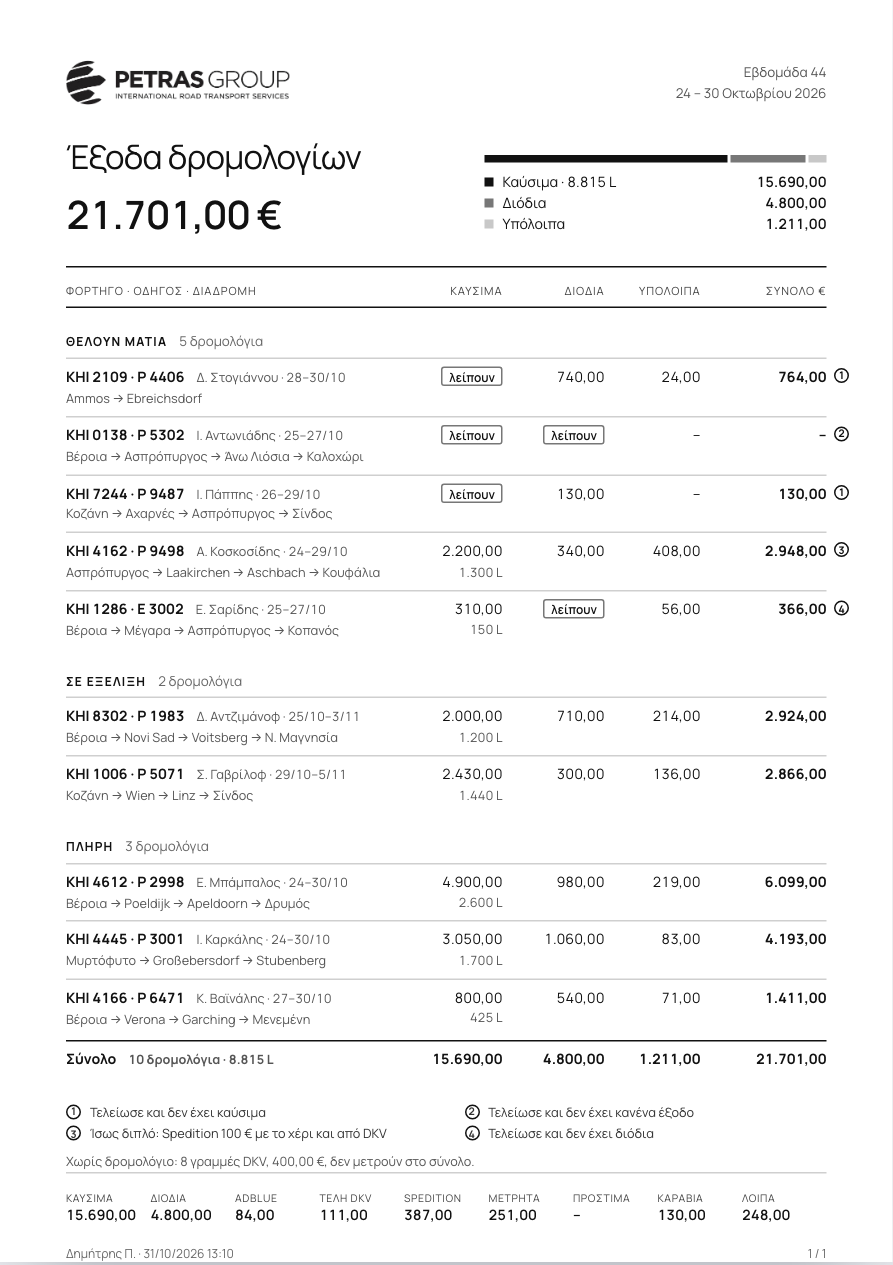 PETRAS GROUP
INTERNATIONAL ROAD TRANSPORT SERVICES
Εβδομάδα 44
24 – 30 Οκτωβρίου 2026
Έξοδα δρομολογίων
21.701,00 €
Καύσιμα · 8.815 L 15.690,00
Διόδια 4.800,00
Υπόλοιπα 1.211,00
ΦΟΡΤΗΓΟ · ΟΔΗΓΟΣ · ΔΙΑΔΡΟΜΗ ΚΑΥΣΙΜΑ ΔΙΟΔΙΑ ΥΠΟΛΟΙΠΑ ΣΥΝΟΛΟ €
ΘΕΛΟΥΝ ΜΑΤΙΑ 5 δρομολόγια
ΚΗΙ 2109 · P 4406 Δ. Στογιάννου · 28–30/10 λείπουν 740,00 24,00 764,00 1
Ammos → Ebreichsdorf
ΚΗΙ 0138 · P 5302 Ι. Αντωνιάδης · 25–27/10 λείπουν λείπουν – – 2
Βέροια → Ασπρόπυργος → Άνω Λιόσια → Καλοχώρι
ΚΗΙ 7244 · P 9487 Ι. Πάππης · 26–29/10 λείπουν 130,00 – 130,00 1
Κοζάνη → Αχαρνές → Ασπρόπυργος → Σίνδος
ΚΗΙ 4162 · P 9498 Α. Κοσκοσίδης · 24–29/10 2.200,00 340,00 408,00 2.948,00 3
Ασπρόπυργος → Laakirchen → Aschbach → Κουφάλια 1.300 L
ΚΗΙ 1286 · E 3002 Ε. Σαρίδης · 25–27/10 310,00 λείπουν 56,00 366,00 4
Βέροια → Μέγαρα → Ασπρόπυργος → Κοπανός 150 L
ΣΕ ΕΞΕΛΙΞΗ 2 δρομολόγια
ΚΗΙ 8302 · P 1983 Δ. Αντζιμάνοφ · 25/10–3/11 2.000,00 710,00 214,00 2.924,00
Βέροια → Novi Sad → Voitsberg → Ν. Μαγνησία 1.200 L
ΚΗΙ 1006 · P 5071 Σ. Γαβρίλοφ · 29/10–5/11 2.430,00 300,00 136,00 2.866,00
Κοζάνη → Wien → Linz → Σίνδος 1.440 L
ΠΛΗΡΗ 3 δρομολόγια
ΚΗΙ 4612 · P 2998 Ε. Μπάμπαλος · 24–30/10 4.900,00 980,00 219,00 6.099,00
Βέροια → Poeldijk → Apeldoorn → Δρυμός 2.600 L
ΚΗΙ 4445 · P 3001 Ι. Καρκάλης · 24–30/10 3.050,00 1.060,00 83,00 4.193,00
Μυρτόφυτο → Großebersdorf → Stubenberg 1.700 L
ΚΗΙ 4166 · P 6471 Κ. Βαϊνάλης · 27–30/10 800,00 540,00 71,00 1.411,00
Βέροια → Verona → Garching → Μενεμένη 425 L
Σύνολο 10 δρομολόγια · 8.815 L 15.690,00 4.800,00 1.211,00 21.701,00
1 Τελείωσε και δεν έχει καύσιμα 2 Τελείωσε και δεν έχει κανένα έξοδο
3 Ίσως διπλό: Spedition 100 € με το χέρι και από DKV 4 Τελείωσε και δεν έχει διόδια
Χωρίς δρομολόγιο: 8 γραμμές DKV, 400,00 €, δεν μετρούν στο σύνολο.
ΚΑΥΣΙΜΑ ΔΙΟΔΙΑ ADBLUE ΤΕΛΗ DKV SPEDITION ΜΕΤΡΗΤΑ ΠΡΟΣΤΙΜΑ ΚΑΡΑΒΙΑ ΛΟΙΠΑ
15.690,00 4.800,00 84,00 111,00 387,00 251,00 – 130,00 248,00
Δημήτρης Π. · 31/10/2026 13:10 1 / 1